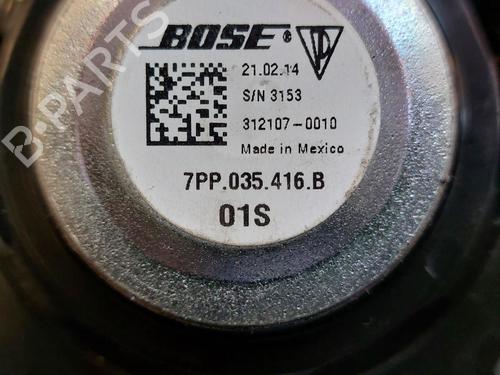 BOSE®
21.02.14
S/N 3153
312107-0010
Made in Mexico
7PP.035.416.B
01S
B-PARTS